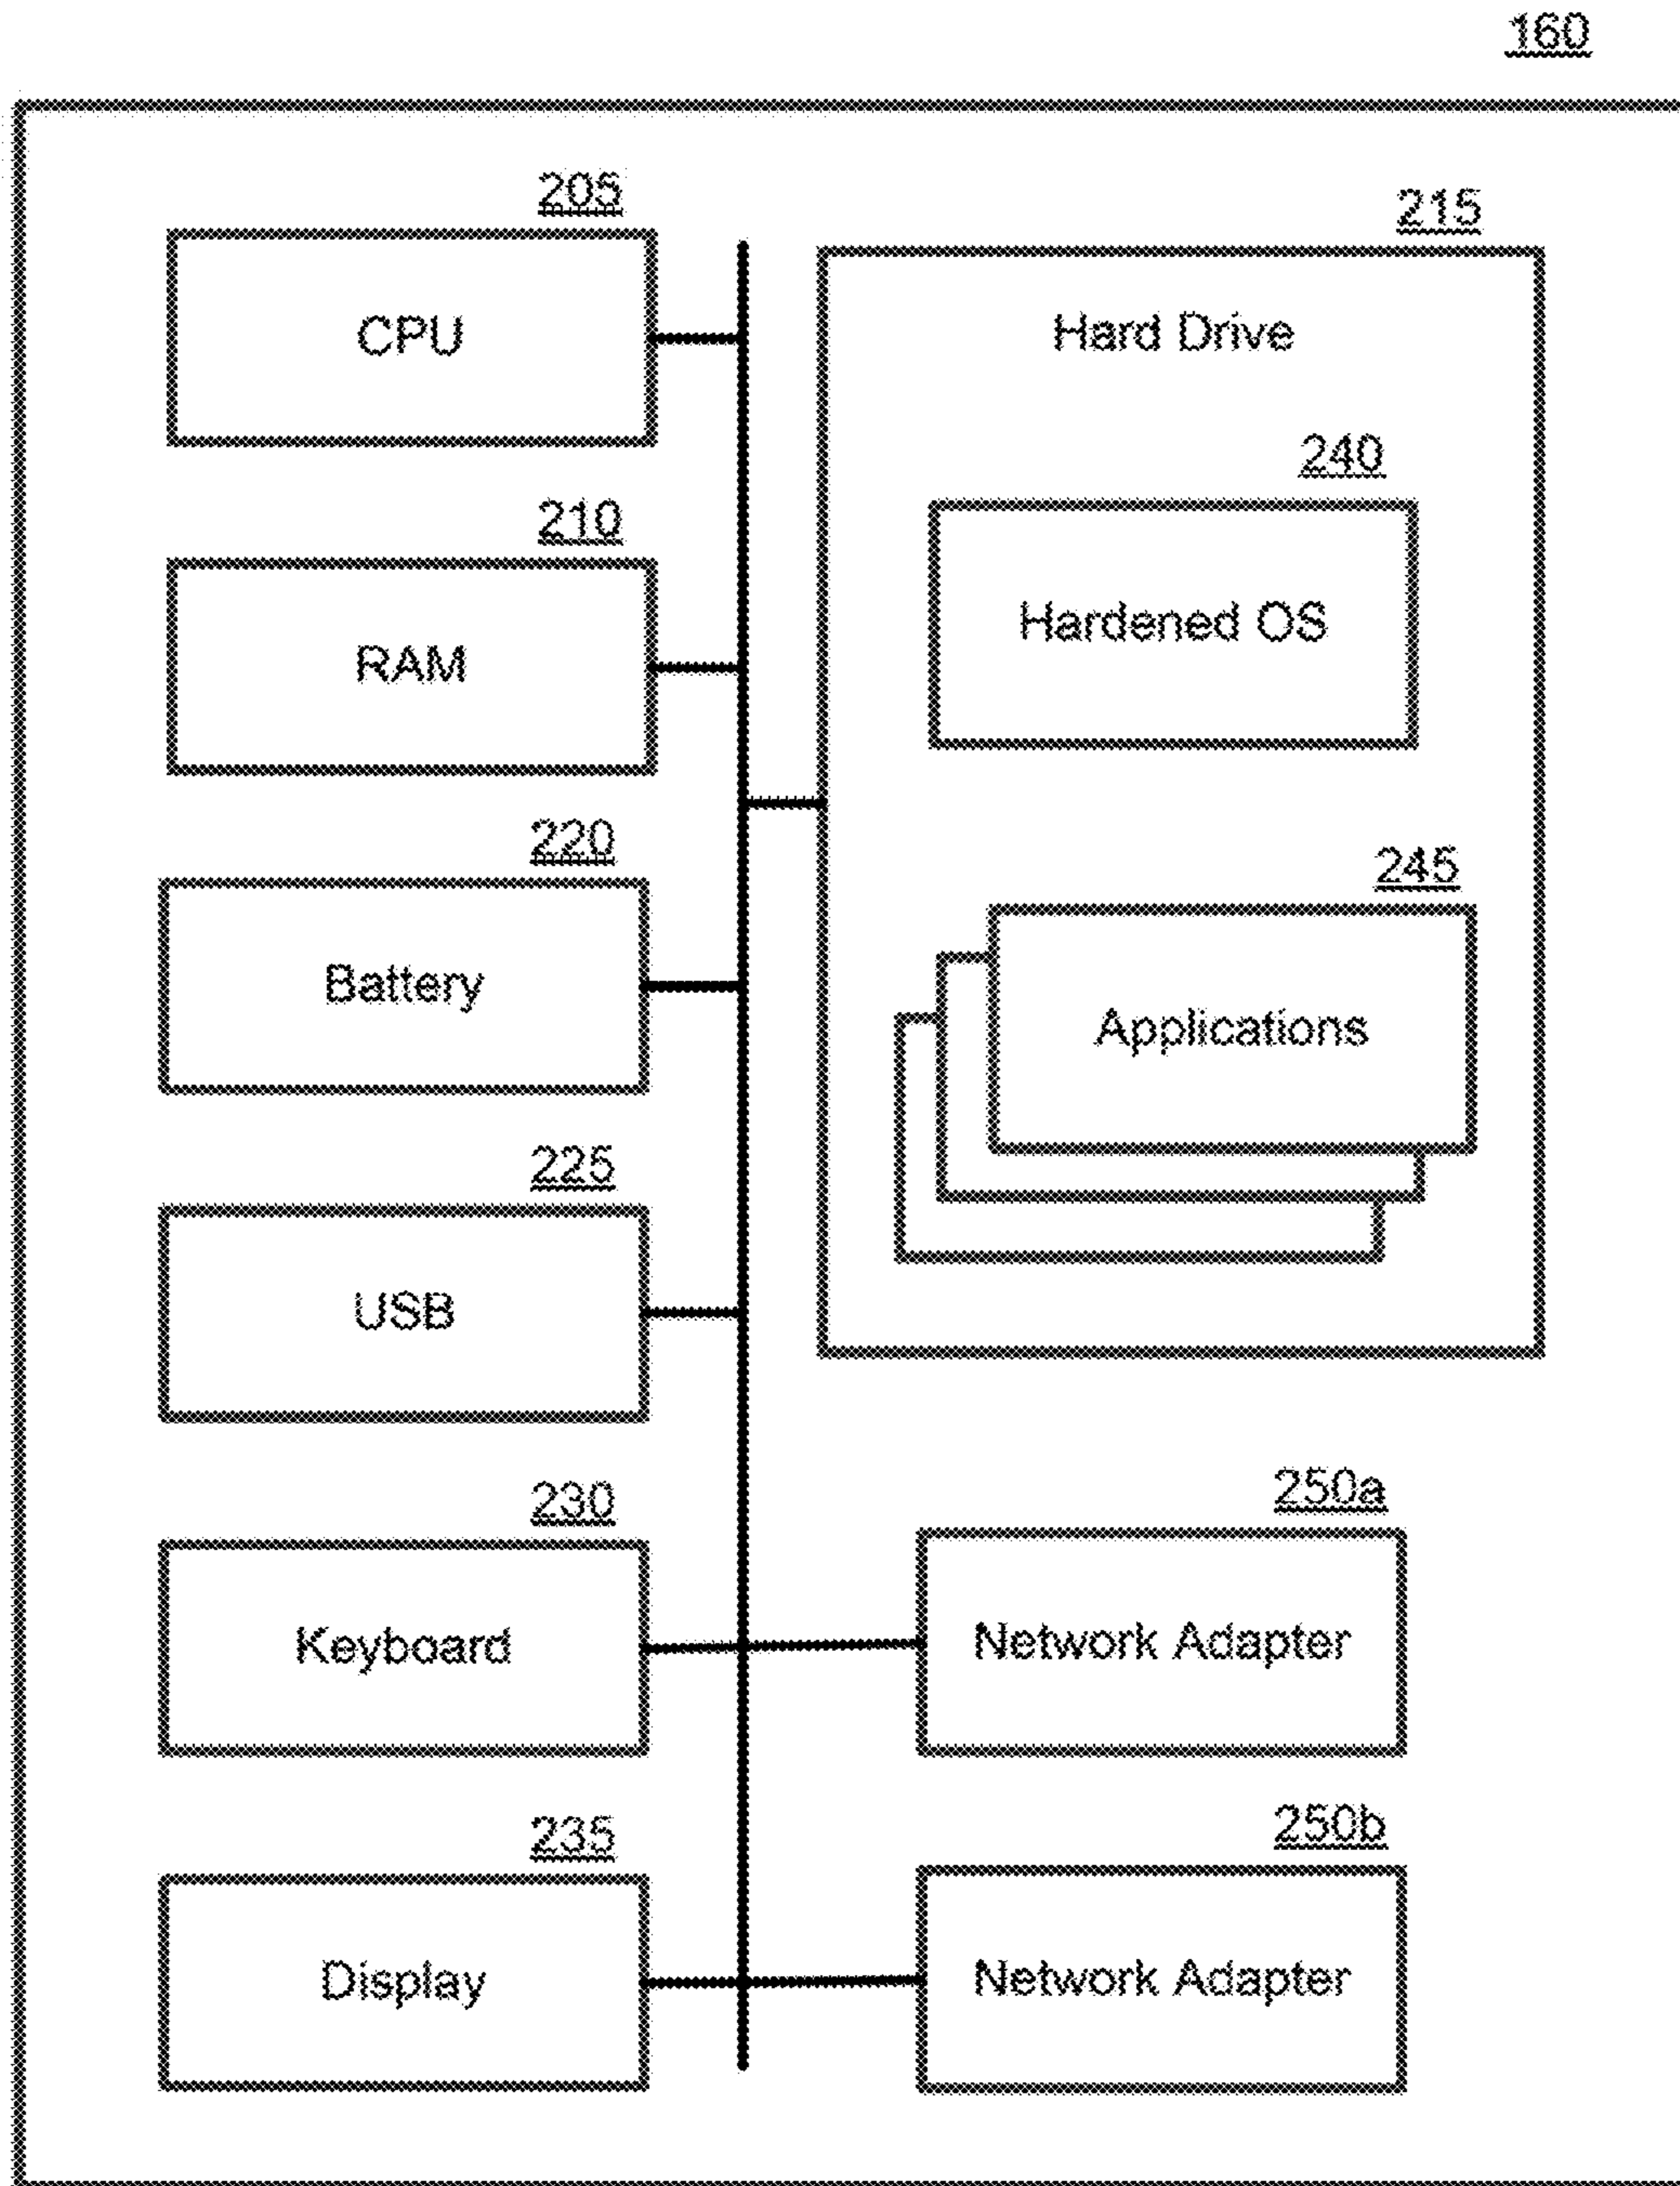 160
205
CPU
210
RAM
220
Battery
225
USB
230
Keyboard
235
Display
215
Hard Drive
240
Hardened OS
245
Applications
250a
Network Adapter
250b
Network Adapter